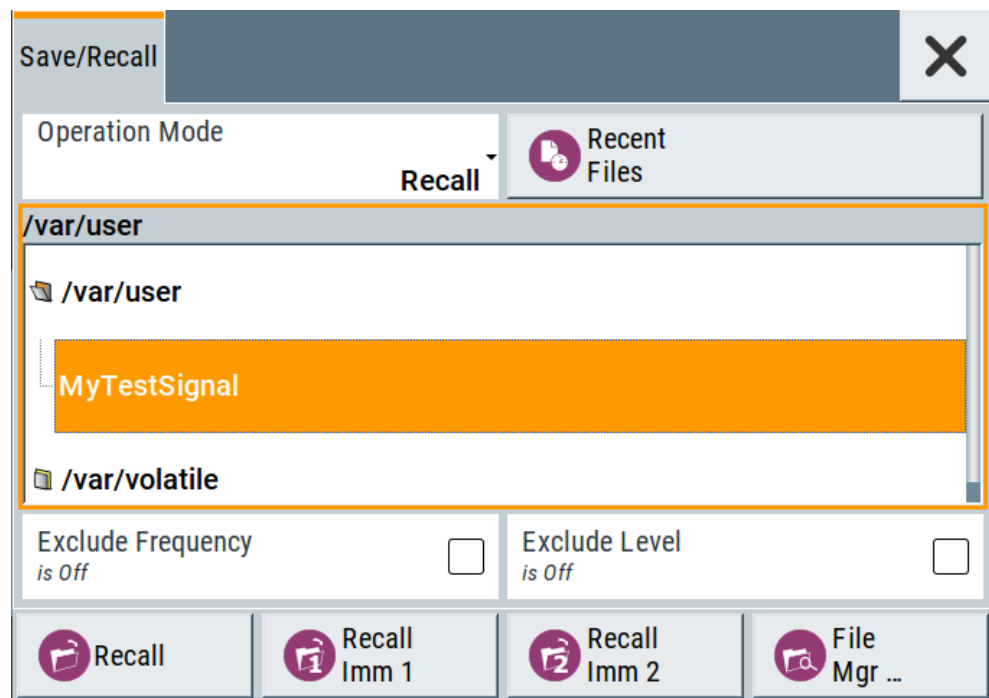 Save/Recall
Operation Mode
Recall
Recent
Files
/var/user
/var/user
MyTestSignal
/var/volatile
Exclude Frequency
is Off
Exclude Level
is Off
Recall
Recall
Imm 1
Recall
Imm 2
File
Mgr ...